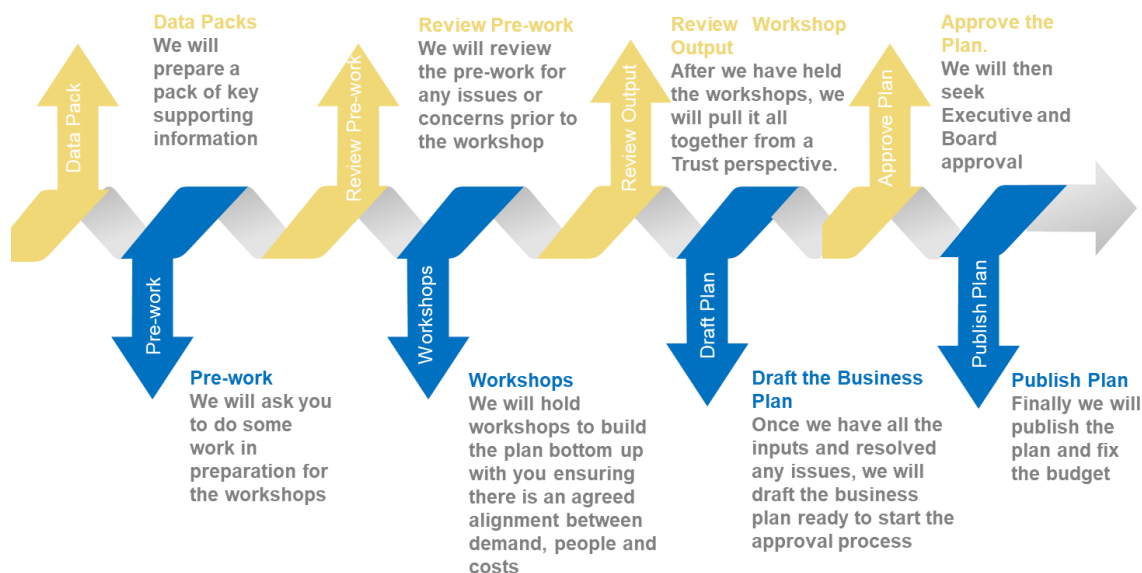 Data Packs
We will
prepare a
pack of key
supporting
information
Data Pack
Review Pre-work
We will review
the pre-work for
any issues or
concerns prior to
the workshop
Review Pre-work
Review Workshop
Output
After we have held
the workshops, we
will pull it all
together from a
Trust perspective.
Review Output
Approve the
Plan.
We will then
seek
Executive and
Board
approval
Approve Plan
Pre-work
Pre-work
We will ask you
to do some
work in
preparation for
the workshops
Workshops
Workshops
We will hold
workshops to build
the plan bottom up
with you ensuring
there is an agreed
alignment between
demand, people and
costs
Draft Plan
Draft the Business
Plan
Once we have all the
inputs and resolved
any issues, we will
draft the business
plan ready to start the
approval process
Publish Plan
Publish Plan
Finally we will
publish the
plan and fix
the budget